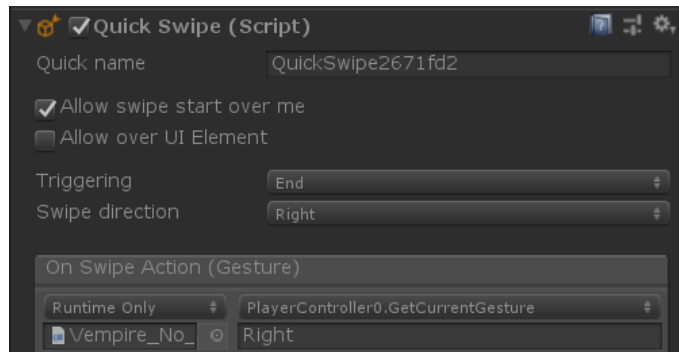 Quick Swipe (Script)
Quick name QuickSwipe2671fd2
Allow swipe start over me
Allow over UI Element
Triggering End
Swipe direction Right
On Swipe Action (Gesture)
Runtime Only PlayerController0.GetCurrentGesture
Vempire_No_ Right